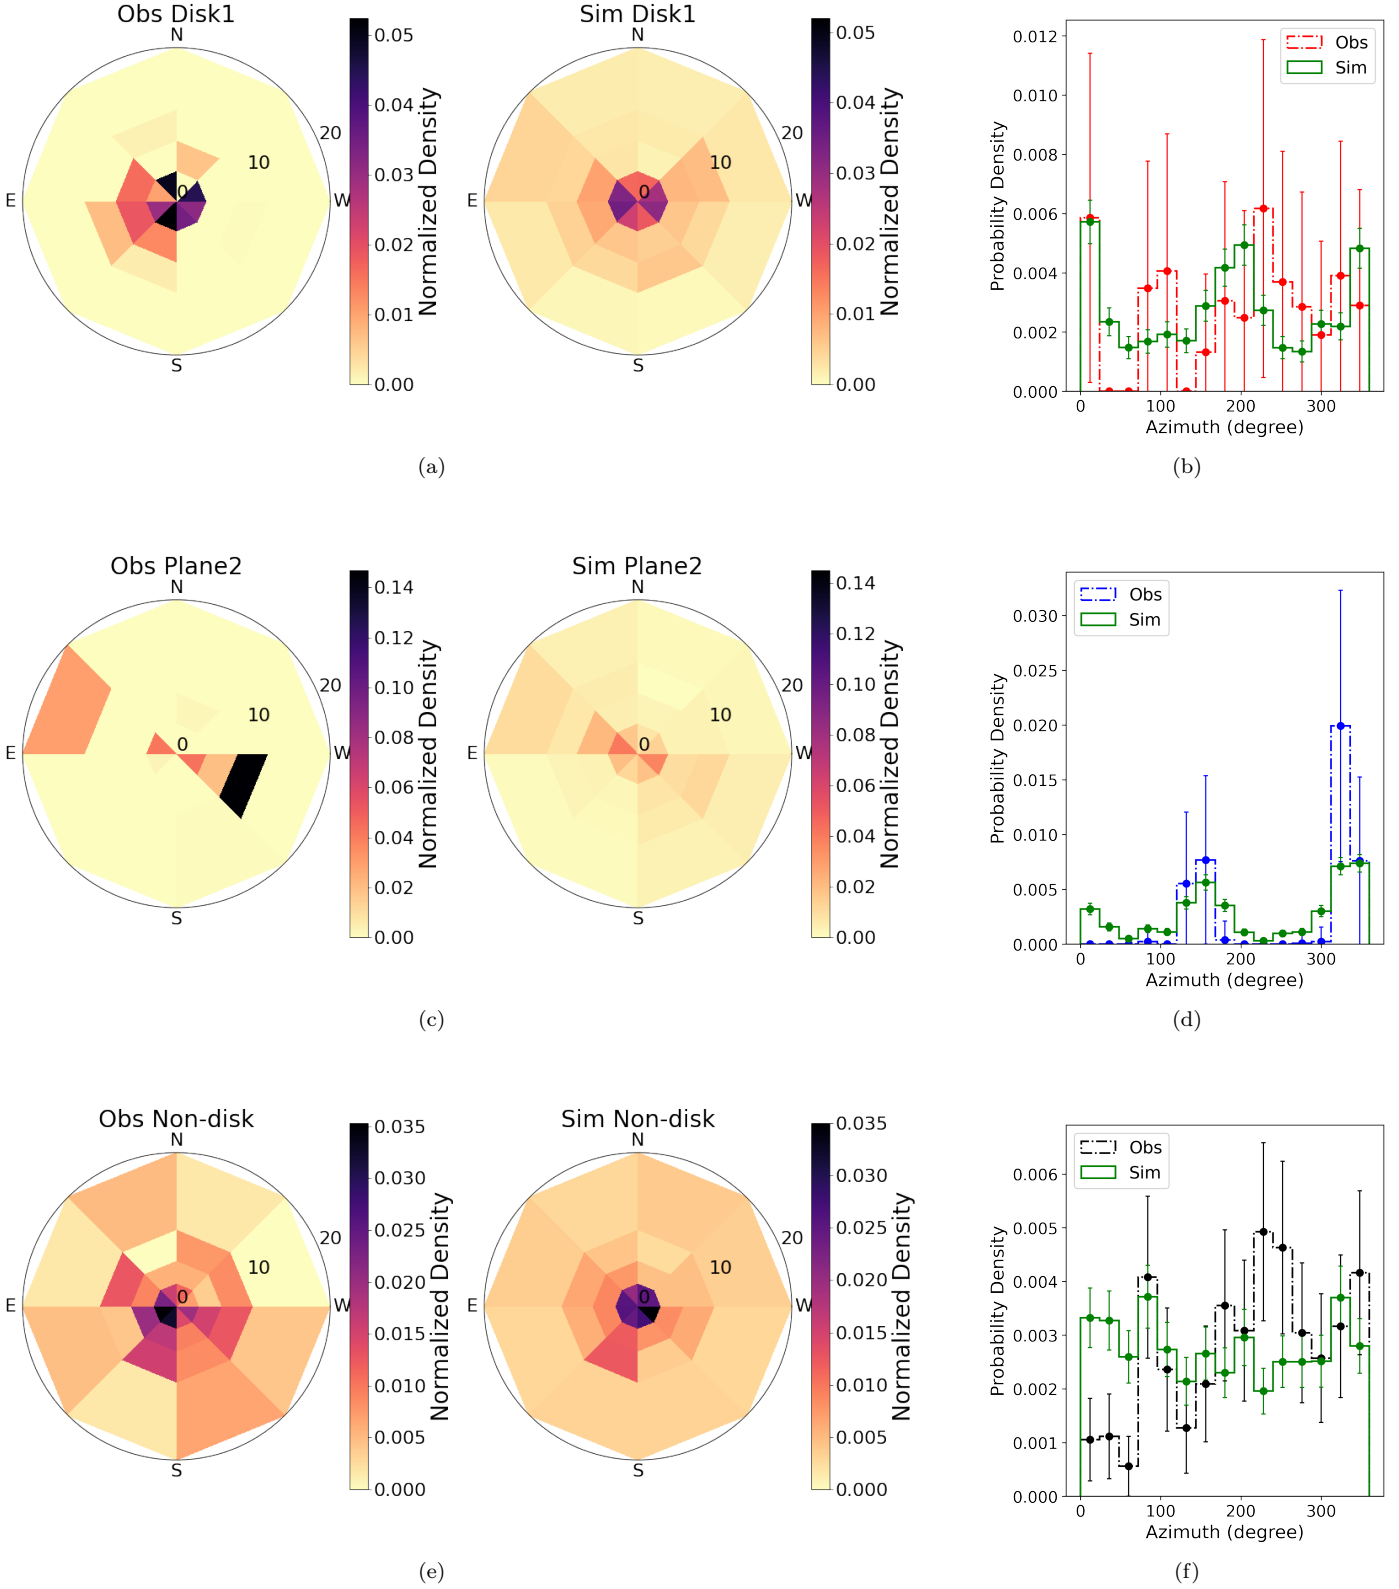 Obs Disk1
N
E
W
S
0
10
20
0.05
0.04
0.03
0.02
0.01
0.00
Normalized Density
Sim Disk1
N
E
W
S
0
10
20
0.05
0.04
0.03
0.02
0.01
0.00
Normalized Density
(a)
Obs
Sim
0.012
0.010
0.008
0.006
0.004
0.002
0.000
Probability Density
0 100 200 300
Azimuth (degree)
(b)
Obs Plane2
N
E
W
S
0
10
20
0.14
0.12
0.10
0.08
0.06
0.04
0.02
0.00
Normalized Density
Sim Plane2
N
E
W
S
0
10
20
0.14
0.12
0.10
0.08
0.06
0.04
0.02
0.00
Normalized Density
(c)
Obs
Sim
0.030
0.025
0.020
0.015
0.010
0.005
0.000
Probability Density
0 100 200 300
Azimuth (degree)
(d)
Obs Non-disk
N
E
W
S
0
10
20
0.035
0.030
0.025
0.020
0.015
0.010
0.005
0.000
Normalized Density
Sim Non-disk
N
E
W
S
0
10
20
0.035
0.030
0.025
0.020
0.015
0.010
0.005
0.000
Normalized Density
(e)
Obs
Sim
0.006
0.005
0.004
0.003
0.002
0.001
0.000
Probability Density
0 100 200 300
Azimuth (degree)
(f)